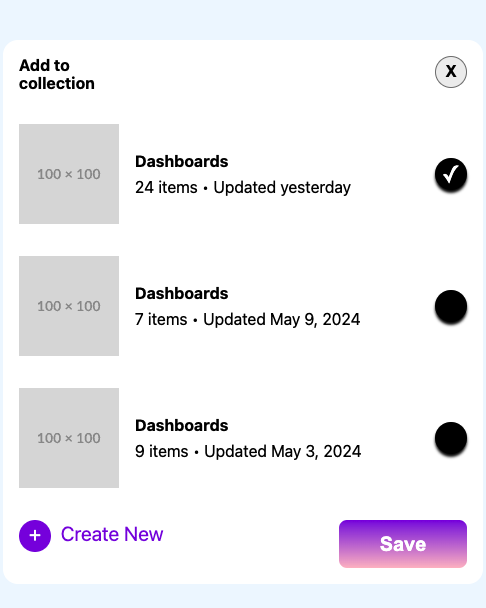 Add to
collection
X
100 × 100
Dashboards
24 items • Updated yesterday
100 × 100
Dashboards
7 items • Updated May 9, 2024
100 × 100
Dashboards
9 items • Updated May 3, 2024
+ Create New
Save